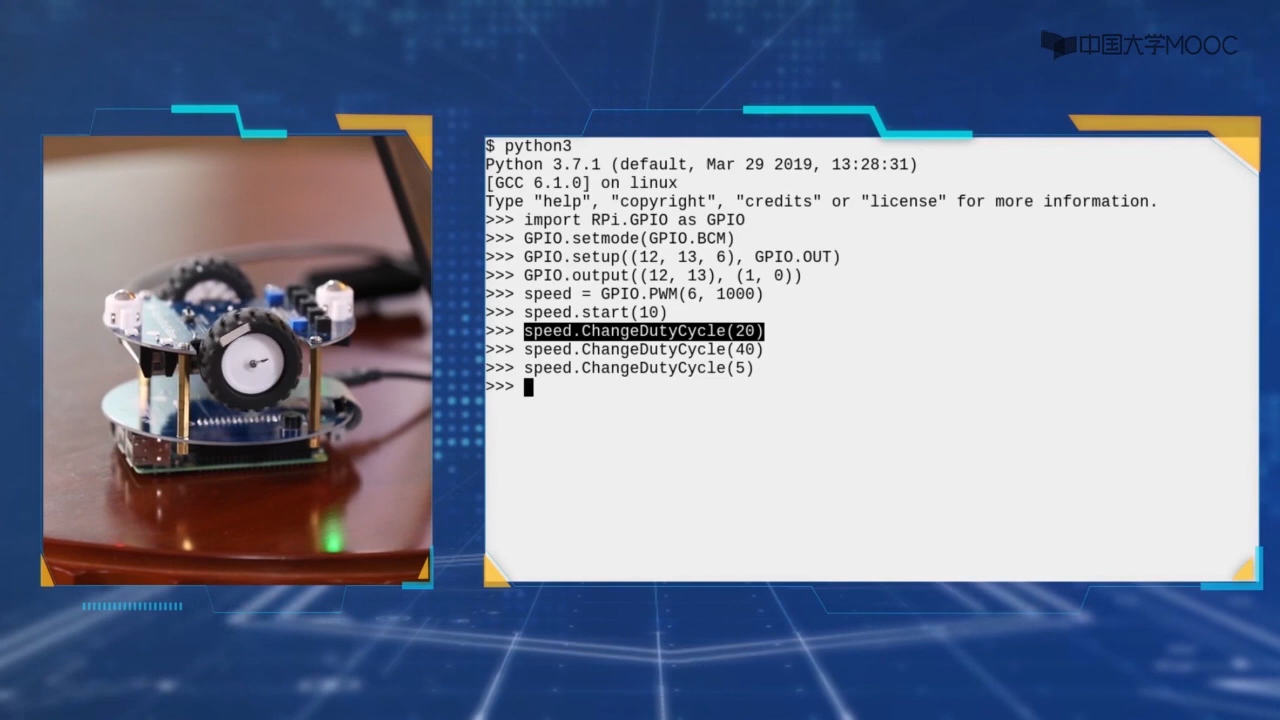 中国大学MOOC
$ python3
Python 3.7.1 (default, Mar 29 2019, 13:28:31)
[GCC 6.1.0] on linux
Type "help", "copyright", "credits" or "license" for more information.
>>> import RPi.GPIO as GPIO
>>> GPIO.setmode(GPIO.BCM)
>>> GPIO.setup((12, 13, 6), GPIO.OUT)
>>> GPIO.output((12, 13), (1, 0))
>>> speed = GPIO.PWM(6, 1000)
>>> speed.start(10)
>>> speed.ChangeDutyCycle(20)
>>> speed.ChangeDutyCycle(40)
>>> speed.ChangeDutyCycle(5)
>>>